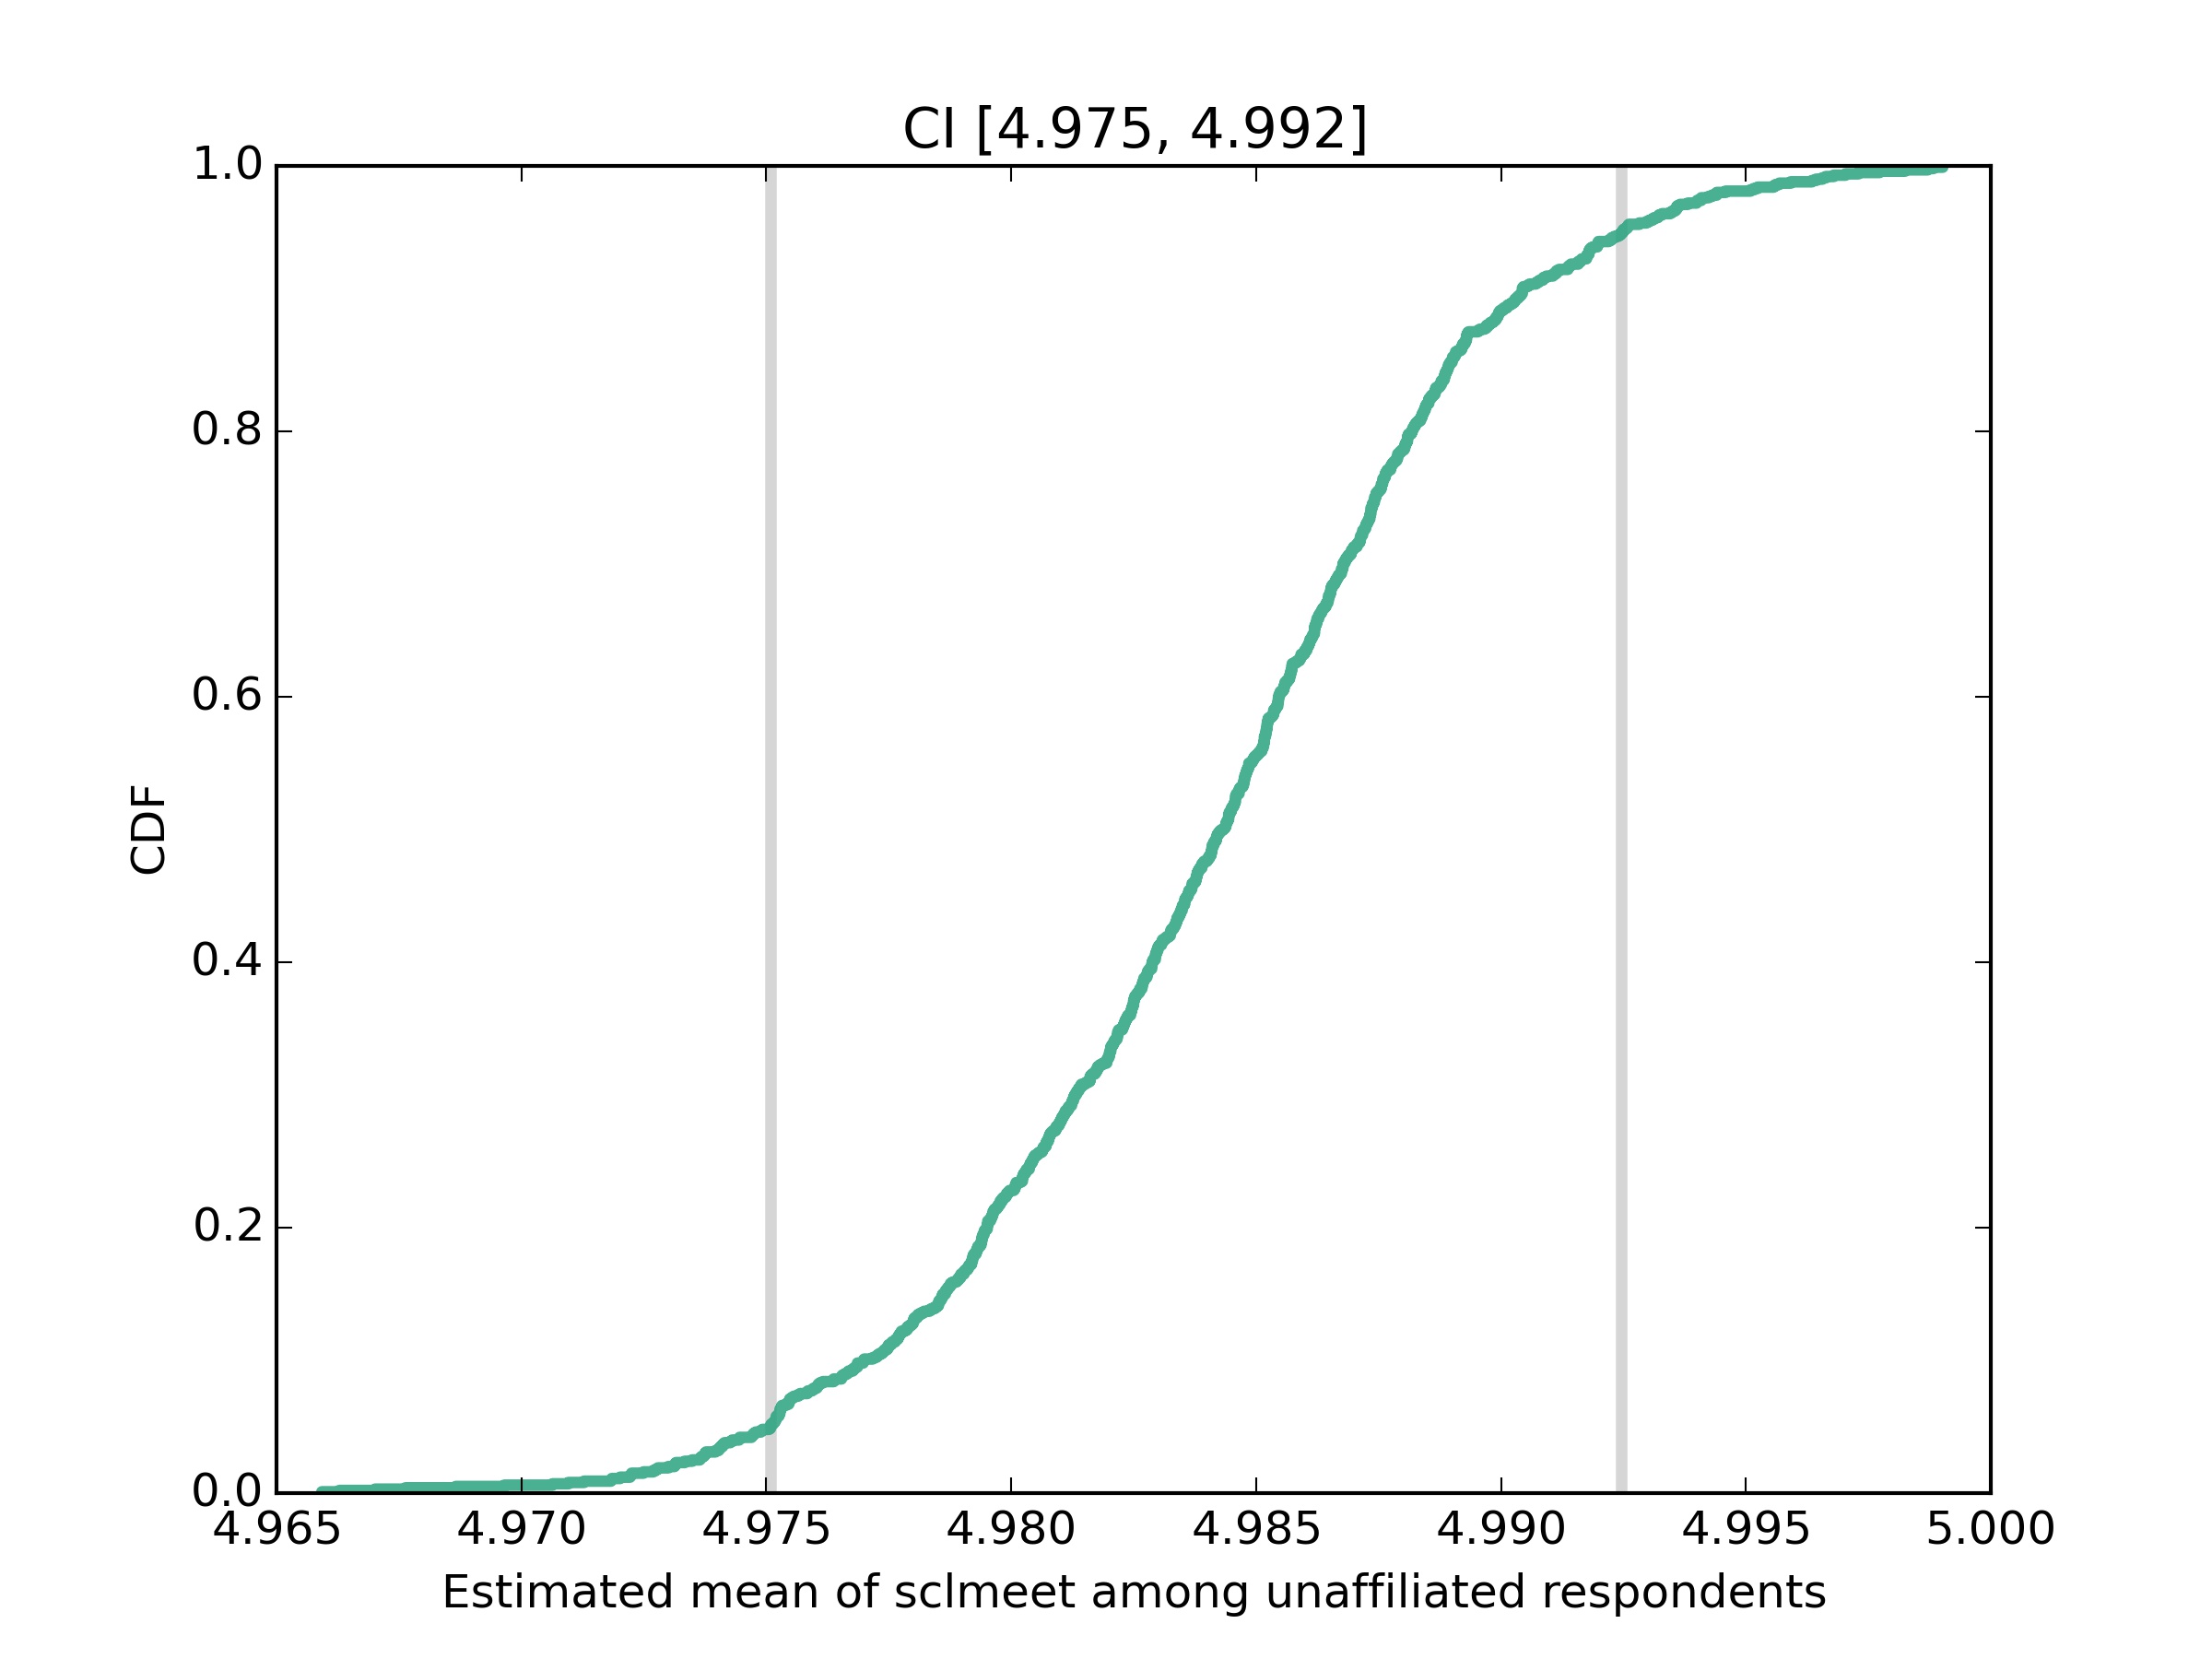 CI [4.975, 4.992]
1.0
0.8
0.6
0.4
0.2
0.0
CDF
4.965 4.970 4.975 4.980 4.985 4.990 4.995 5.000
Estimated mean of sclmeet among unaffiliated respondents